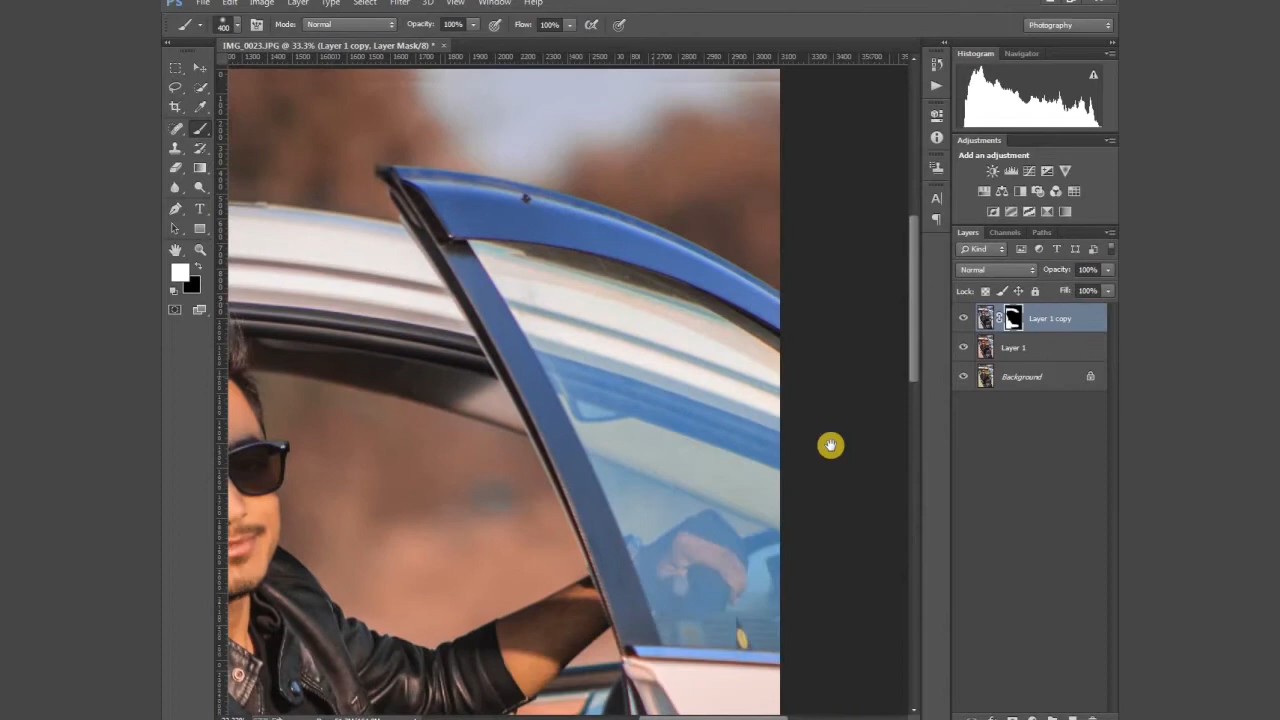 PS File Edit Image Layer Type Select Filter 3D View Window Help
400 Mode: Normal Opacity: 100% Flow: 100% Photography
IMG_0023.JPG @ 33.3% (Layer 1 copy, Layer Mask/8) * ×
Histogram Navigator
Adjustments
Add an adjustment
Layers Channels Paths
Kind
Normal Opacity: 100%
Lock: Fill: 100%
Layer 1 copy
Layer 1
Background